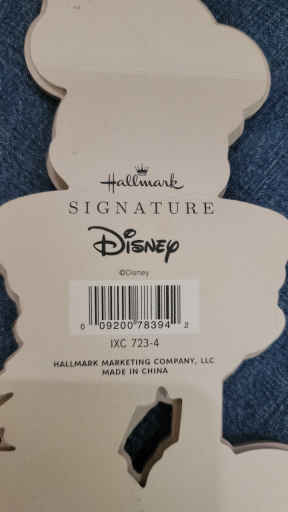 Hallmark
SIGNATURE
Disney
©Disney
0 09200 78394 2
IXC 723-4
HALLMARK MARKETING COMPANY, LLC
MADE IN CHINA